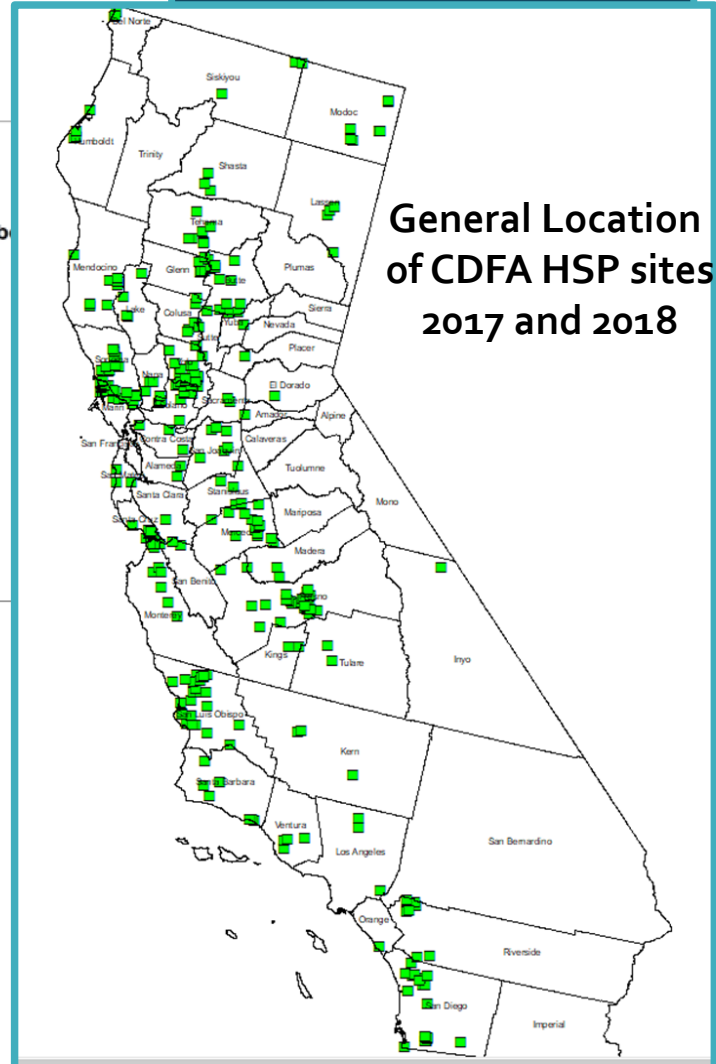 Del Norte
Siskiyou
Modoc
Humboldt
Trinity
Shasta
Lassen
General Location
of CDFA HSP sites
2017 and 2018
Tehama
Plumas
Mendocino
Glenn
Butte
Lake
Colusa
Sierra
Yuba
Nevada
Sutter
Placer
Sonoma
Napa
Yolo
El Dorado
Sacramento
Solano
Marin
Amador
Alpine
Contra Costa
Calaveras
San Francisco
San Joaquin
Alameda
Tuolumne
San Mateo
Santa Clara
Stanislaus
Mono
Santa Cruz
Mariposa
Merced
Madera
San Benito
Fresno
Monterey
Kings
Tulare
Inyo
San Luis Obispo
Kern
Santa Barbara
Ventura
Los Angeles
San Bernardino
Orange
Riverside
San Diego
Imperial